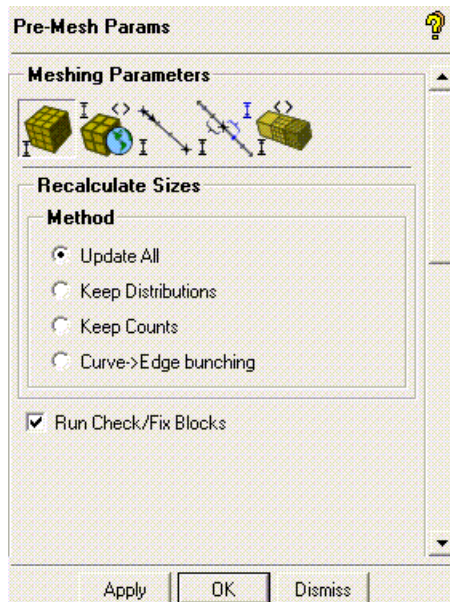 Pre-Mesh Params
Meshing Parameters
Recalculate Sizes
Method
Update All
Keep Distributions
Keep Counts
Curve->Edge bunching
Run Check/Fix Blocks
Apply OK Dismiss